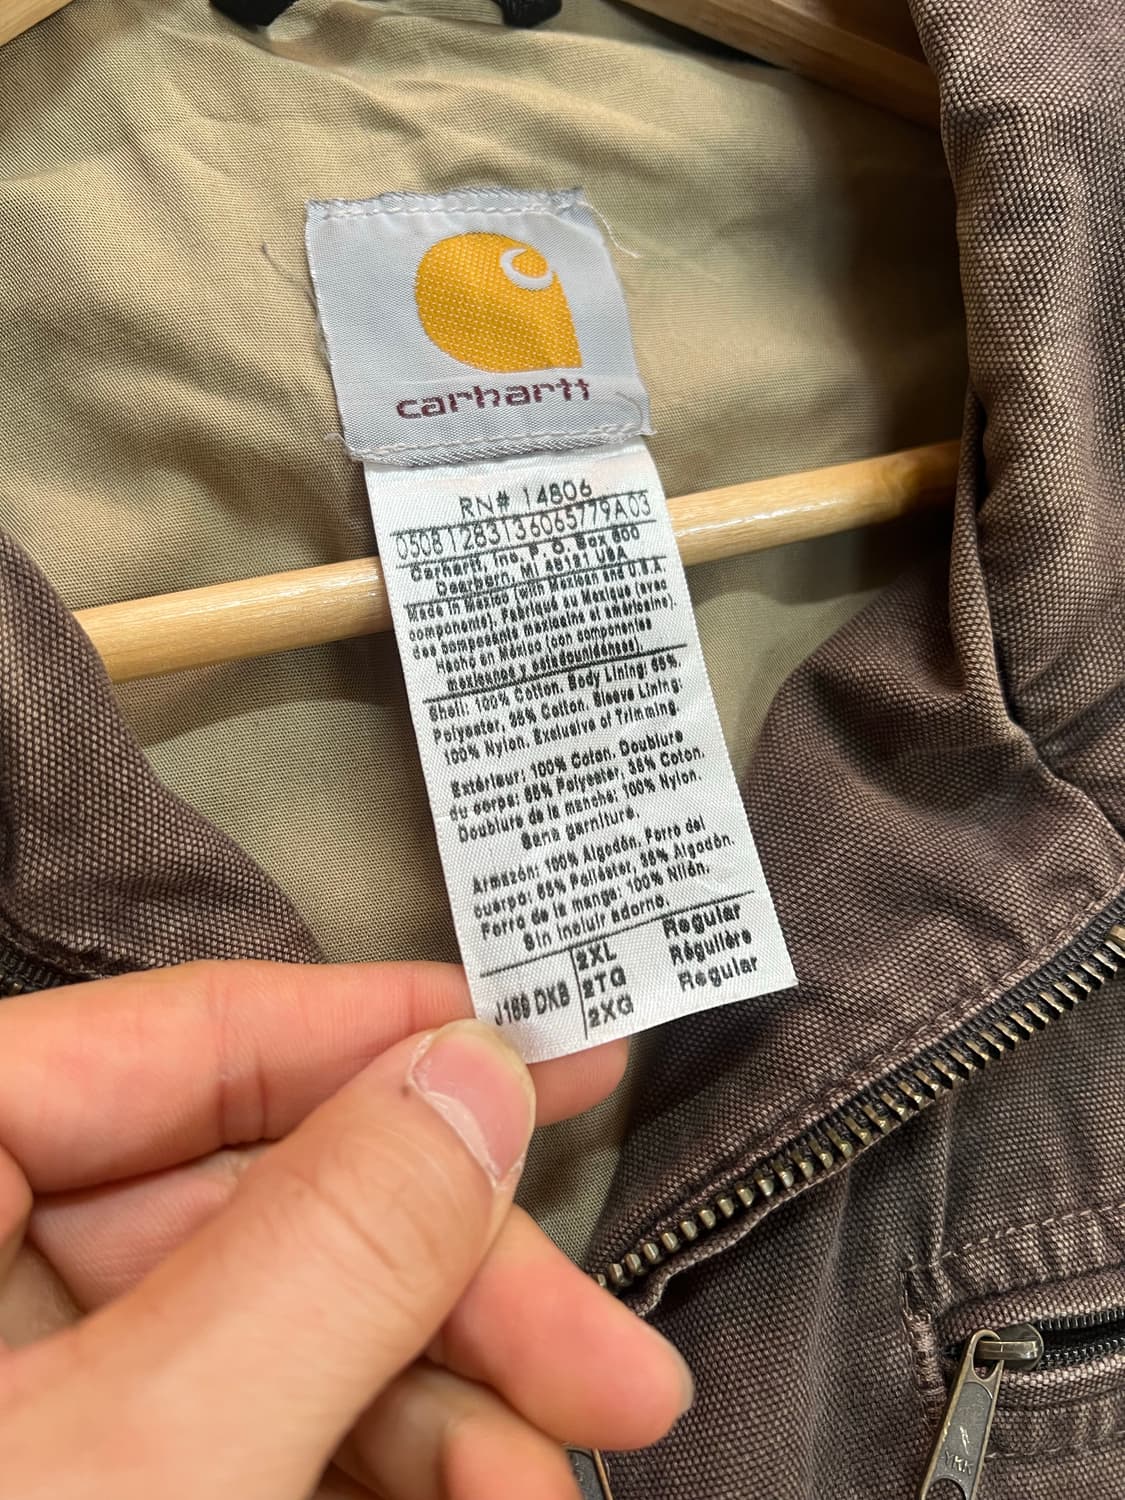 carhartt
RN# 14806
05081283136065779A03
Carhartt, Inc. P. O. Box 600
Dearborn, MI 48121 USA
Made in Mexico (with Mexican and U.S.A
components). Fabriqué au Mexique (avec
des composants mexicains et américains).
Hecho en México (con componentes
mexicanos y estadounidenses).
Shell: 100% Cotton. Body Lining: 65%
Polyester, 35% Cotton. Sleeve Lining:
100% Nylon. Exclusive of Trimming.
Extérieur: 100% Coton. Doublure
du corps: 65% Polyester, 35% Coton.
Doublure de la manche: 100% Nylon.
Sans garniture.
Armazón: 100% Algodón. Forro del
cuerpo: 65% Poliéster, 35% Algodón.
Forro de la manga: 100% Nilón.
Sin incluir adorno.
J169 DKB
2XL Regular
2TG Régulière
2XG Regular
YKK